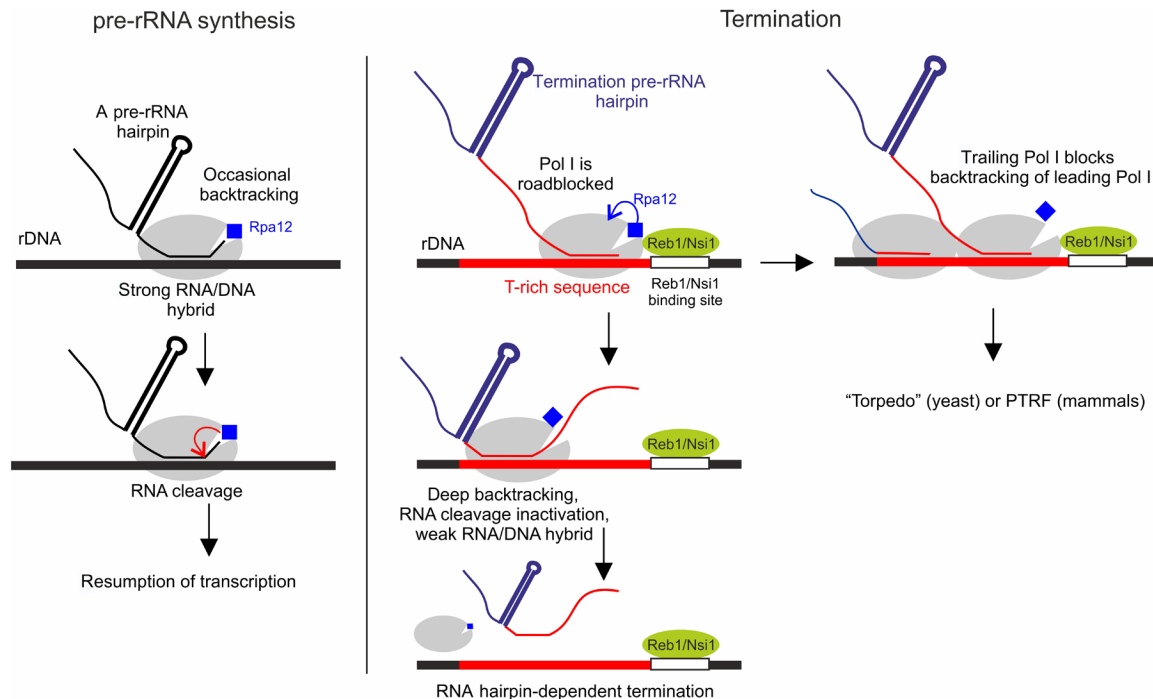 pre-rRNA synthesis
A pre-rRNA
hairpin
Occasional
backtracking
Rpa12
rDNA
Strong RNA/DNA
hybrid
RNA cleavage
Resumption of transcription
Termination
Termination pre-rRNA
hairpin
Pol I is
roadblocked
Rpa12
rDNA
Reb1/Nsi1
T-rich sequence
Reb1/Nsi1
binding site
Trailing Pol I blocks
backtracking of leading Pol I
Reb1/Nsi1
“Torpedo” (yeast) or PTRF (mammals)
Reb1/Nsi1
Deep backtracking,
RNA cleavage inactivation,
weak RNA/DNA hybrid
Reb1/Nsi1
RNA hairpin-dependent termination